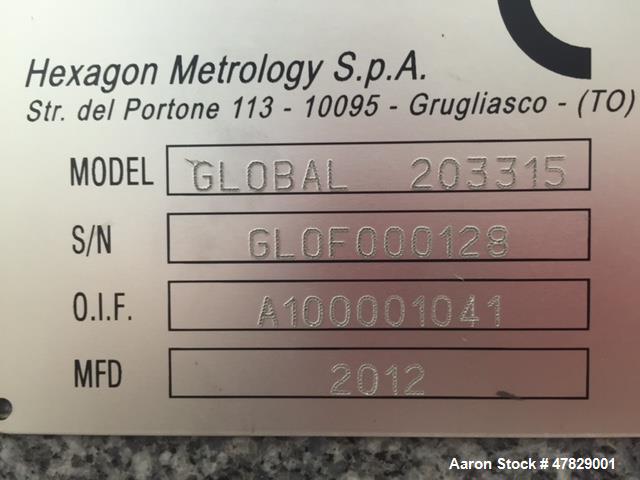 Hexagon Metrology S.p.A.
Str. del Portone 113 - 10095 - Grugliasco - (TO)
MODEL GLOBAL 203315
S/N GLOF000128
O.I.F. A100001041
MFD 2012
Aaron Stock # 47829001